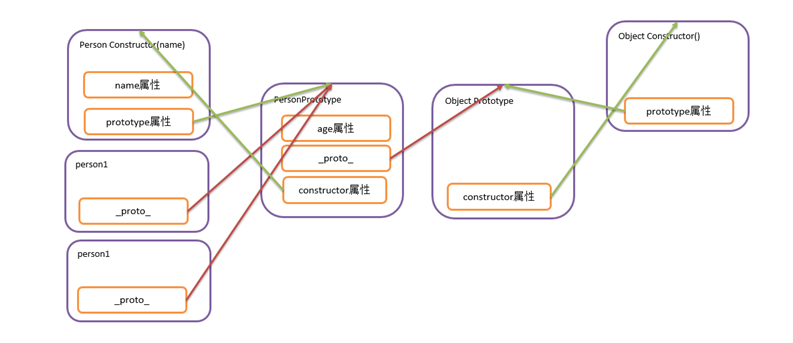 Person Constructor(name)
name属性
prototype属性
person1
_proto_
person1
_proto_
PersonPrototype
age属性
_proto_
constructor属性
Object Prototype
constructor属性
Object Constructor()
prototype属性